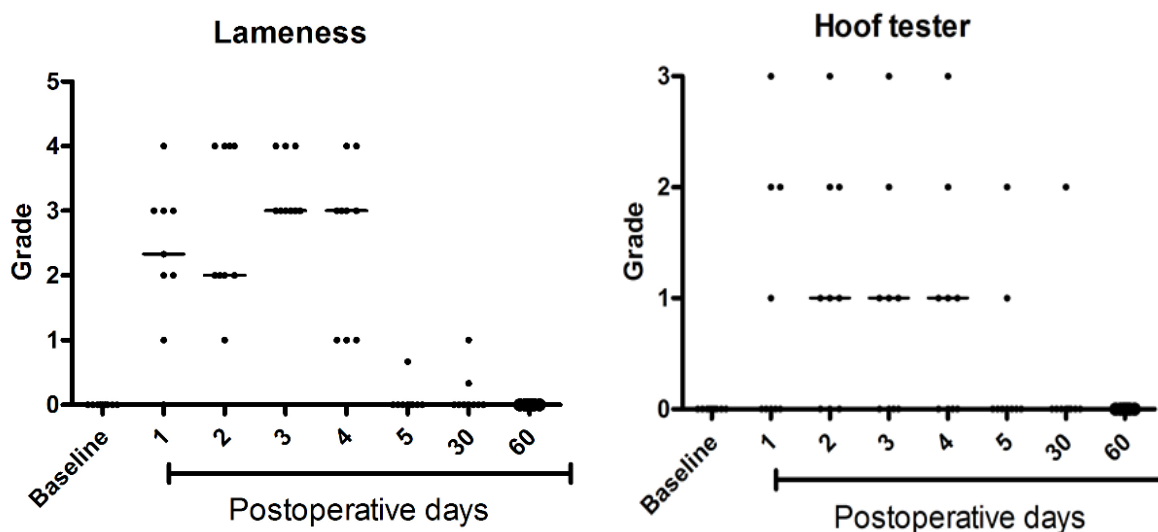 Lameness
5
4
3
2
1
0
Grade
Baseline 1 2 3 4 5 30 60
Postoperative days
Hoof tester
3
2
1
0
Grade
Baseline 1 2 3 4 5 30 60
Postoperative days